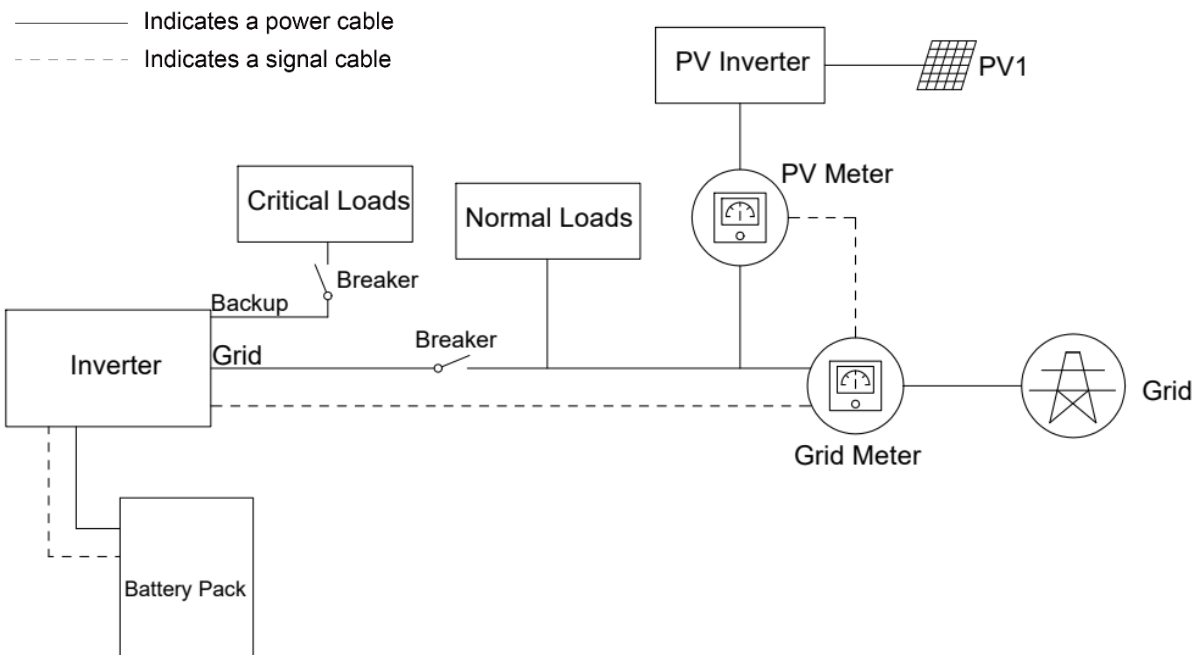 Indicates a power cable
Indicates a signal cable
PV Inverter
PV1
PV Meter
Critical Loads
Normal Loads
Breaker
Backup
Breaker
Grid
Inverter
Grid
Grid Meter
Battery Pack